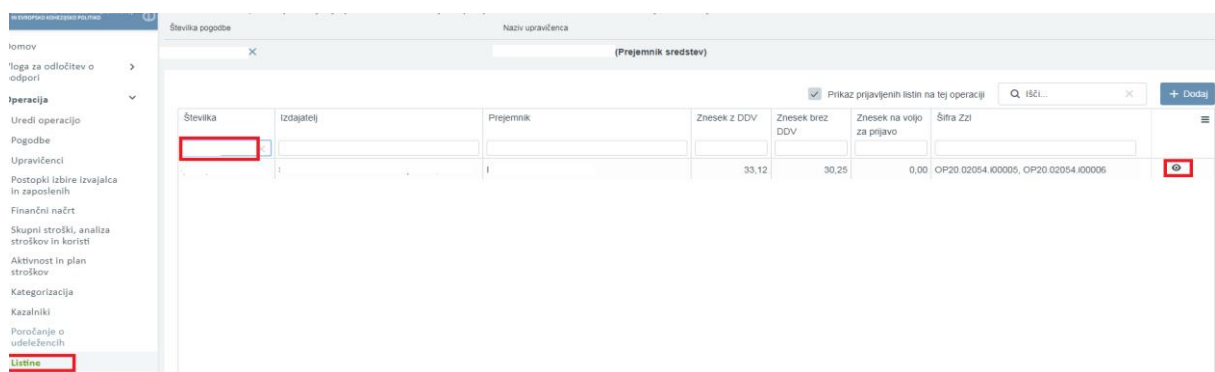 IN EVROPSKO KOHEZIJSKO POLITIKO
Številka pogodbe
Naziv upravičenca
(Prejemnik sredstev)
omov
loga za odločitev o
odpori
peracija
Uredi operacijo
Pogodbe
Upravičenci
Postopki izbire izvajalca
in zaposlenih
Finančni načrt
Skupni stroški, analiza
stroškov in koristi
Aktivnost in plan
stroškov
Kategorizacija
Kazalniki
Poročanje o
udeležencih
Listine
Prikaz prijavljenih listin na tej operaciji
Išči...
+ Dodaj
Številka
Izdajatelj
Prejemnik
Znesek z DDV
Znesek brez
DDV
Znesek na voljo
za prijavo
Šifra ZzI
33,12
30,25
0,00
OP20.02054.I00005, OP20.02054.I00006